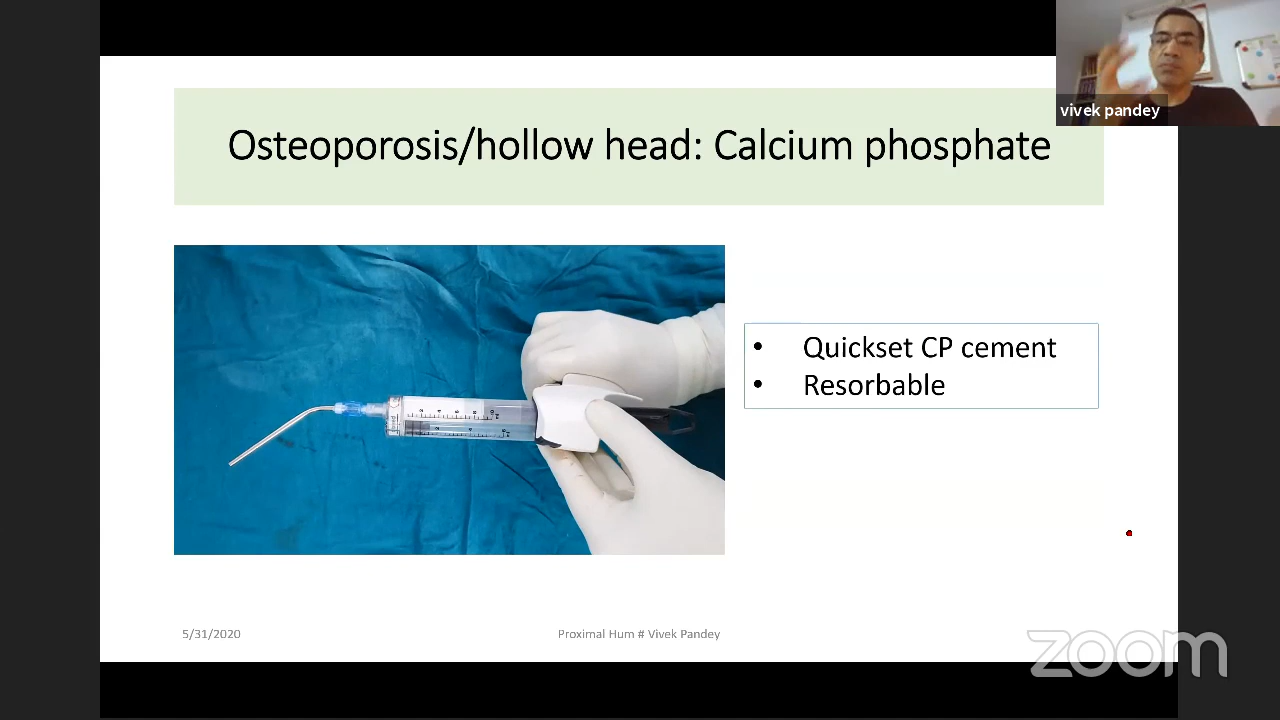 vivek pandey
Osteoporosis/hollow head: Calcium phosphate
• Quickset CP cement
• Resorbable
5/31/2020
Proximal Hum # Vivek Pandey
zoom